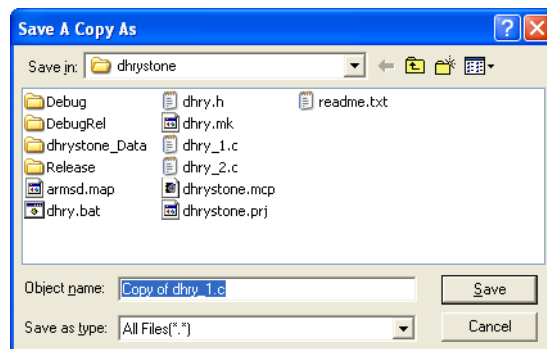 Save A Copy As
Save in: dhrystone
Debug dhry.h readme.txt
DebugRel dhry.mk
dhrystone_Data dhry_1.c
Release dhry_2.c
armsd.map dhrystone.mcp
dhry.bat dhrystone.prj
Object name: Copy of dhry_1.c Save
Save as type: All Files(*.*) Cancel